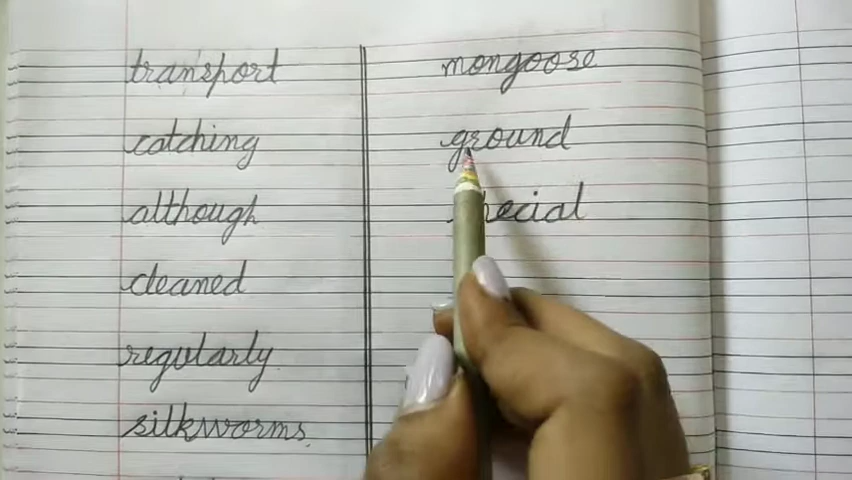 transport
catching
although
cleaned
regularly
silkworms.
mongoose
ground